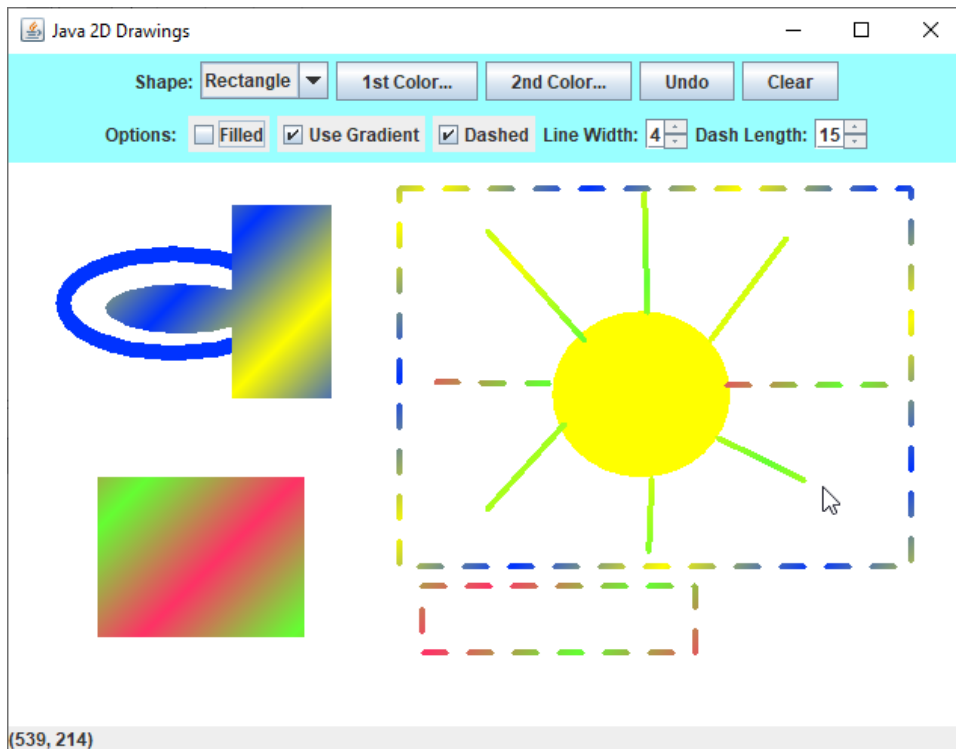 Java 2D Drawings
Shape: Rectangle 1st Color... 2nd Color... Undo Clear
Options: Filled Use Gradient Dashed Line Width: 4 Dash Length: 15
(539, 214)